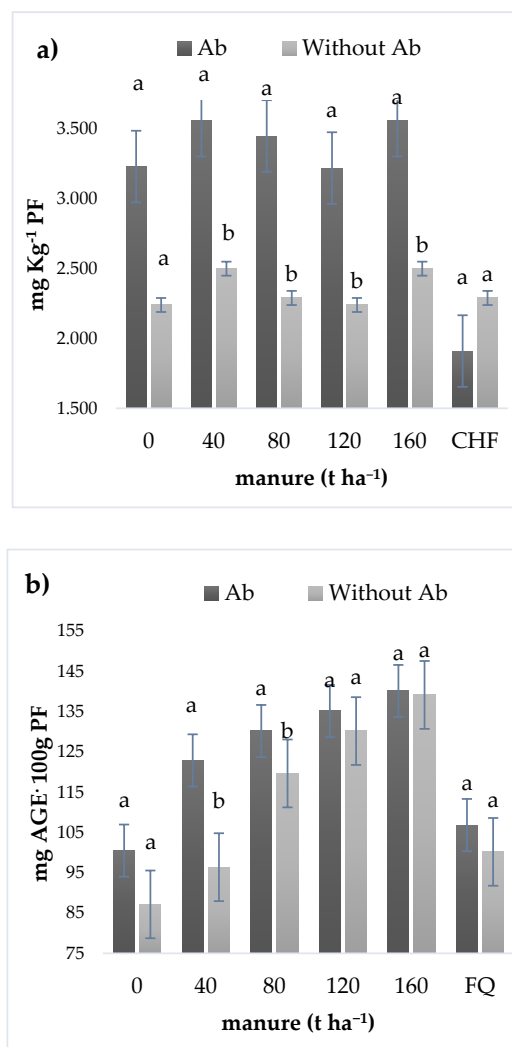 a)
Ab Without Ab
a a a a a
3.500
3.000
b b
a b b a a
2.500
2.000
1.500
mg Kg⁻¹ PF
0 40 80 120 160 CHF
manure (t ha⁻¹)
b)
Ab Without Ab
155
145
a a a a
a a b
135
125
a a b a a
115
105
95
85
75
mg AGE· 100g PF
0 40 80 120 160 FQ
manure (t ha⁻¹)